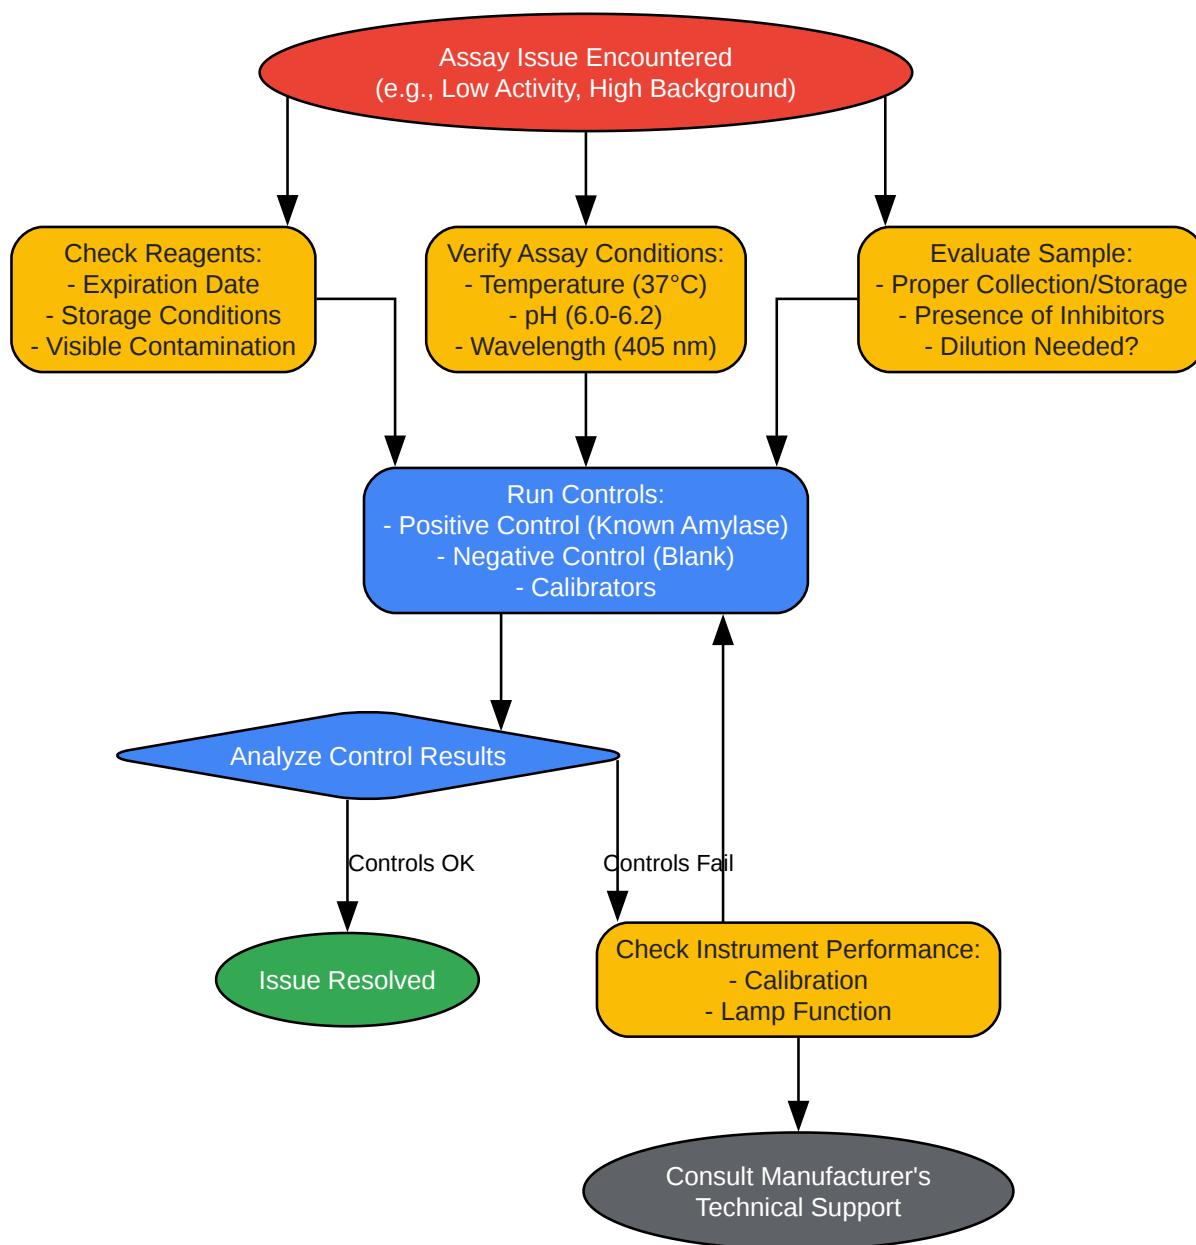 Assay Issue Encountered
(e.g., Low Activity, High Background)
Check Reagents:
- Expiration Date
- Storage Conditions
- Visible Contamination
Verify Assay Conditions:
- Temperature (37°C)
- pH (6.0-6.2)
- Wavelength (405 nm)
Evaluate Sample:
- Proper Collection/Storage
- Presence of Inhibitors
- Dilution Needed?
Run Controls:
- Positive Control (Known Amylase)
- Negative Control (Blank)
- Calibrators
Analyze Control Results
Controls OK
Controls Fail
Issue Resolved
Check Instrument Performance:
- Calibration
- Lamp Function
Consult Manufacturer's
Technical Support